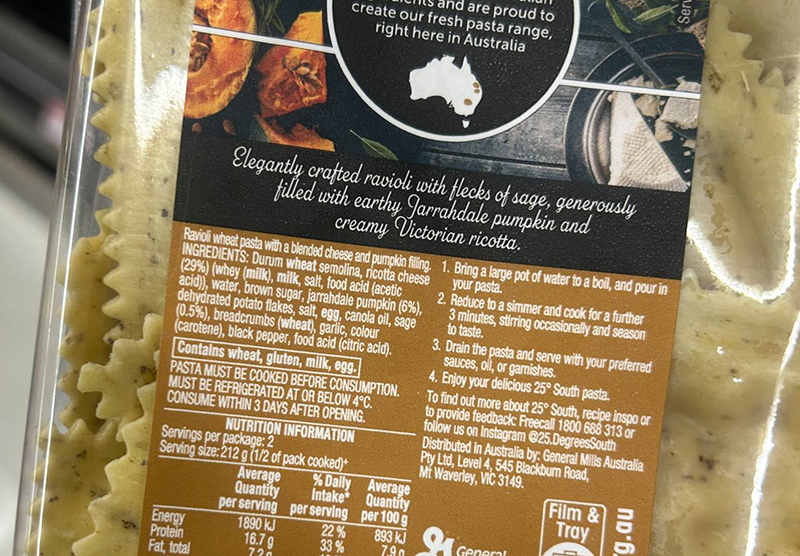 and are proud to
create our fresh pasta range,
right here in Australia
Elegantly crafted ravioli with flecks of sage, generously
filled with earthy Jarrahdale pumpkin and
creamy Victorian ricotta.
Ravioli wheat pasta with a blended cheese and pumpkin filling.
INGREDIENTS: Durum wheat semolina, ricotta cheese
(29%) (whey (milk), milk, salt, food acid (acetic
acid)), water, brown sugar, Jarrahdale pumpkin (6%),
dehydrated potato flakes, salt, egg, canola oil, sage
(0.5%), breadcrumbs (wheat), garlic, colour
(carotene), black pepper, food acid (citric acid).
Contains wheat, gluten, milk, egg.
PASTA MUST BE COOKED BEFORE CONSUMPTION.
MUST BE REFRIGERATED AT OR BELOW 4°C.
CONSUME WITHIN 3 DAYS AFTER OPENING.
NUTRITION INFORMATION
Servings per package: 2
Serving size: 212 g (1/2 of pack cooked)+
Average Quantity per serving % Daily Intake* per serving Average Quantity per 100 g
Energy 1890 kJ 22 % 893 kJ
Protein 16.7 g 33 % 7.9 g
Fat, total 7.2 g
1. Bring a large pot of water to a boil, and pour in
your pasta.
2. Reduce to a simmer and cook for a further
3 minutes, stirring occasionally and season
to taste.
3. Drain the pasta and serve with your preferred
sauces, oil, or garnishes.
4. Enjoy your delicious 25° South pasta.
To find out more about 25° South, recipe inspo or
to provide feedback: Freecall 1800 688 313 or
follow us on Instagram @25.DegreesSouth
Distributed in Australia by: General Mills Australia
Pty Ltd, Level 4, 545 Blackburn Road,
Mt Waverley, VIC 3149.
General
Film &
Tray